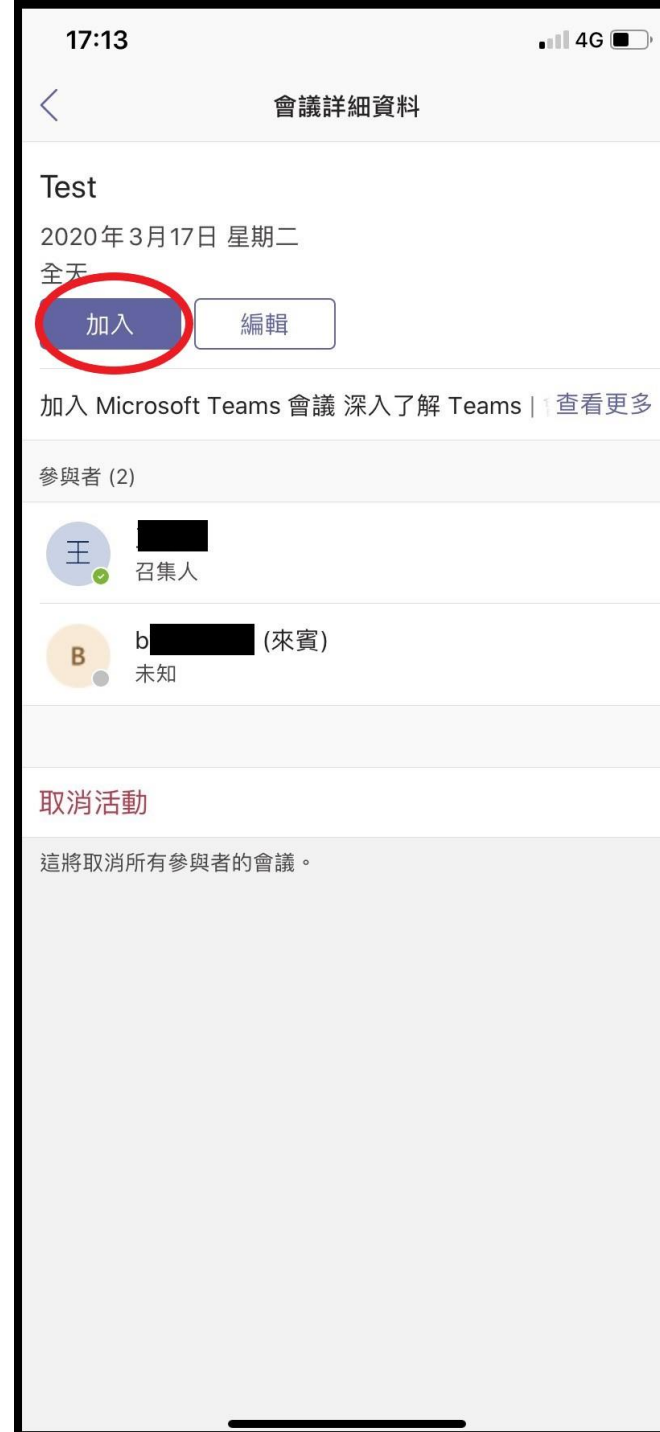 17:13 4G
會議詳細資料
Test
2020年3月17日 星期二
全天
加入 編輯
加入 Microsoft Teams 會議 深入了解 Teams | 查看更多
參與者 (2)
王
召集人
B b (來賓)
未知
取消活動
這將取消所有參與者的會議。